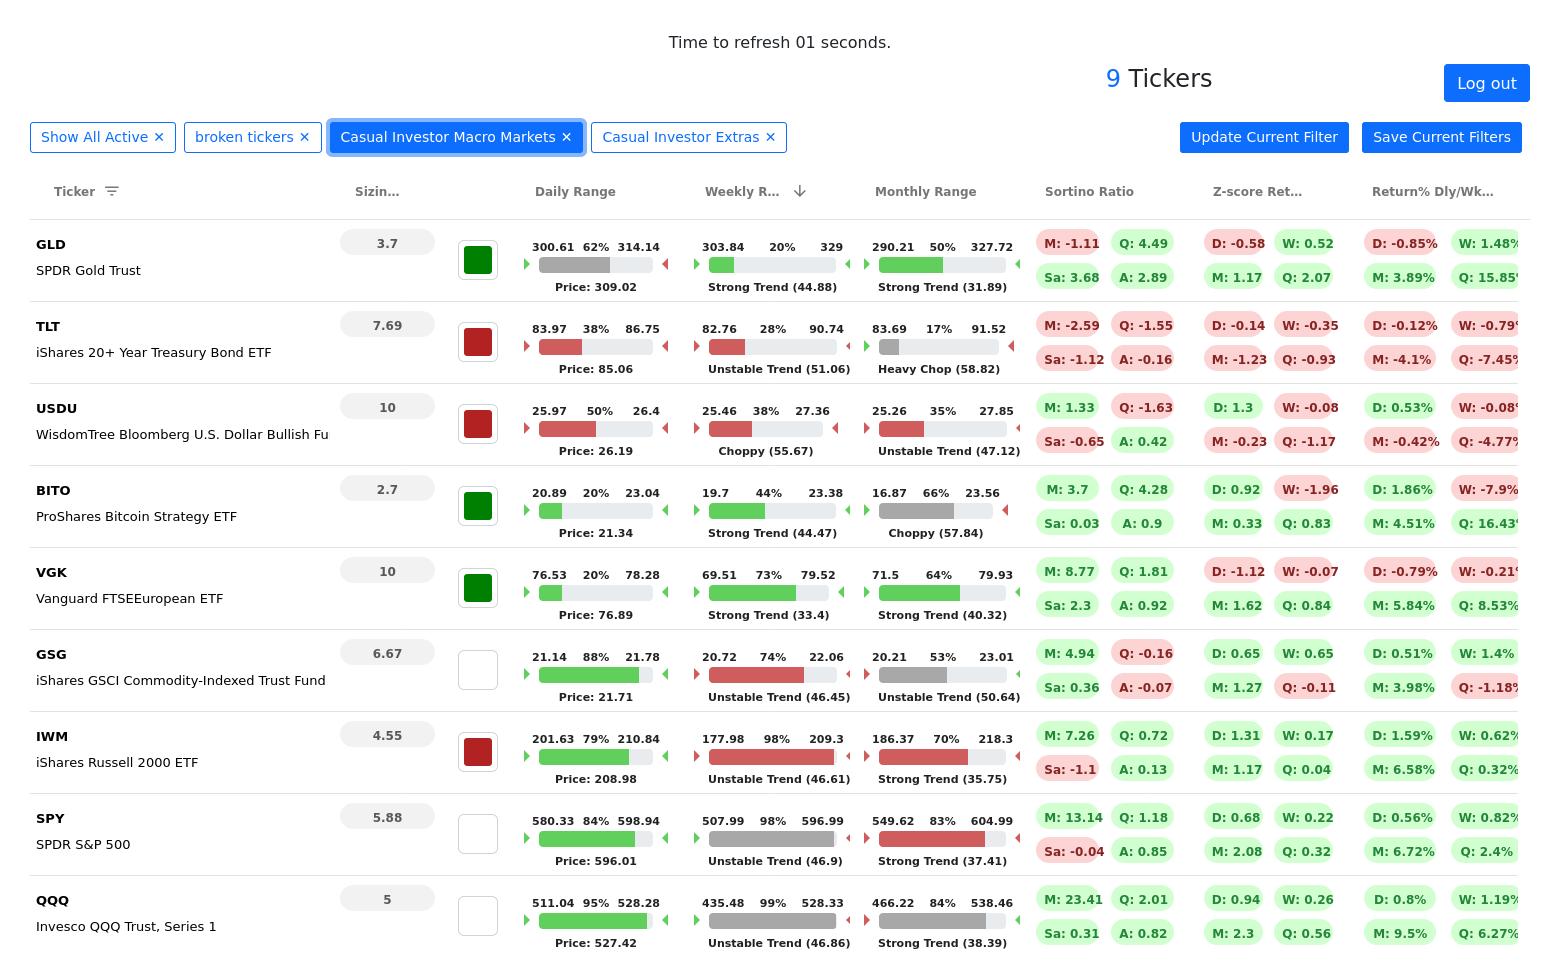 Time to refresh 01 seconds.
9 Tickers
Log out
Show All Active ✕ broken tickers ✕ Casual Investor Macro Markets ✕ Casual Investor Extras ✕ Update Current Filter Save Current Filters
Ticker Sizin... Daily Range Weekly R... Monthly Range Sortino Ratio Z-score Ret... Return% Dly/Wk...
GLD 3.7 300.61 62% 314.14 303.84 20% 329 290.21 50% 327.72 M: -1.11 Q: 4.49 D: -0.58 W: 0.52 D: -0.85% W: 1.48%
SPDR Gold Trust Price: 309.02 Strong Trend (44.88) Strong Trend (31.89) Sa: 3.68 A: 2.89 M: 1.17 Q: 2.07 M: 3.89% Q: 15.85%
TLT 7.69 83.97 38% 86.75 82.76 28% 90.74 83.69 17% 91.52 M: -2.59 Q: -1.55 D: -0.14 W: -0.35 D: -0.12% W: -0.79%
iShares 20+ Year Treasury Bond ETF Price: 85.06 Unstable Trend (51.06) Heavy Chop (58.82) Sa: -1.12 A: -0.16 M: -1.23 Q: -0.93 M: -4.1% Q: -7.45%
USDU 10 25.97 50% 26.4 25.46 38% 27.36 25.26 35% 27.85 M: 1.33 Q: -1.63 D: 1.3 W: -0.08 D: 0.53% W: -0.08%
WisdomTree Bloomberg U.S. Dollar Bullish Fu Price: 26.19 Choppy (55.67) Unstable Trend (47.12) Sa: -0.65 A: 0.42 M: -0.23 Q: -1.17 M: -0.42% Q: -4.77%
BITO 2.7 20.89 20% 23.04 19.7 44% 23.38 16.87 66% 23.56 M: 3.7 Q: 4.28 D: 0.92 W: -1.96 D: 1.86% W: -7.9%
ProShares Bitcoin Strategy ETF Price: 21.34 Strong Trend (44.47) Choppy (57.84) Sa: 0.03 A: 0.9 M: 0.33 Q: 0.83 M: 4.51% Q: 16.43%
VGK 10 76.53 20% 78.28 69.51 73% 79.52 71.5 64% 79.93 M: 8.77 Q: 1.81 D: -1.12 W: -0.07 D: -0.79% W: -0.21%
Vanguard FTSEEuropean ETF Price: 76.89 Strong Trend (33.4) Strong Trend (40.32) Sa: 2.3 A: 0.92 M: 1.62 Q: 0.84 M: 5.84% Q: 8.53%
GSG 6.67 21.14 88% 21.78 20.72 74% 22.06 20.21 53% 23.01 M: 4.94 Q: -0.16 D: 0.65 W: 0.65 D: 0.51% W: 1.4%
iShares GSCI Commodity-Indexed Trust Fund Price: 21.71 Unstable Trend (46.45) Unstable Trend (50.64) Sa: 0.36 A: -0.07 M: 1.27 Q: -0.11 M: 3.98% Q: -1.18%
IWM 4.55 201.63 79% 210.84 177.98 98% 209.3 186.37 70% 218.3 M: 7.26 Q: 0.72 D: 1.31 W: 0.17 D: 1.59% W: 0.62%
iShares Russell 2000 ETF Price: 208.98 Unstable Trend (46.61) Strong Trend (35.75) Sa: -1.1 A: 0.13 M: 1.17 Q: 0.04 M: 6.58% Q: 0.32%
SPY 5.88 580.33 84% 598.94 507.99 98% 596.99 549.62 83% 604.99 M: 13.14 Q: 1.18 D: 0.68 W: 0.22 D: 0.56% W: 0.82%
SPDR S&P 500 Price: 596.01 Unstable Trend (46.9) Strong Trend (37.41) Sa: -0.04 A: 0.85 M: 2.08 Q: 0.32 M: 6.72% Q: 2.4%
QQQ 5 511.04 95% 528.28 435.48 99% 528.33 466.22 84% 538.46 M: 23.41 Q: 2.01 D: 0.94 W: 0.26 D: 0.8% W: 1.19%
Invesco QQQ Trust, Series 1 Price: 527.42 Unstable Trend (46.86) Strong Trend (38.39) Sa: 0.31 A: 0.82 M: 2.3 Q: 0.56 M: 9.5% Q: 6.27%